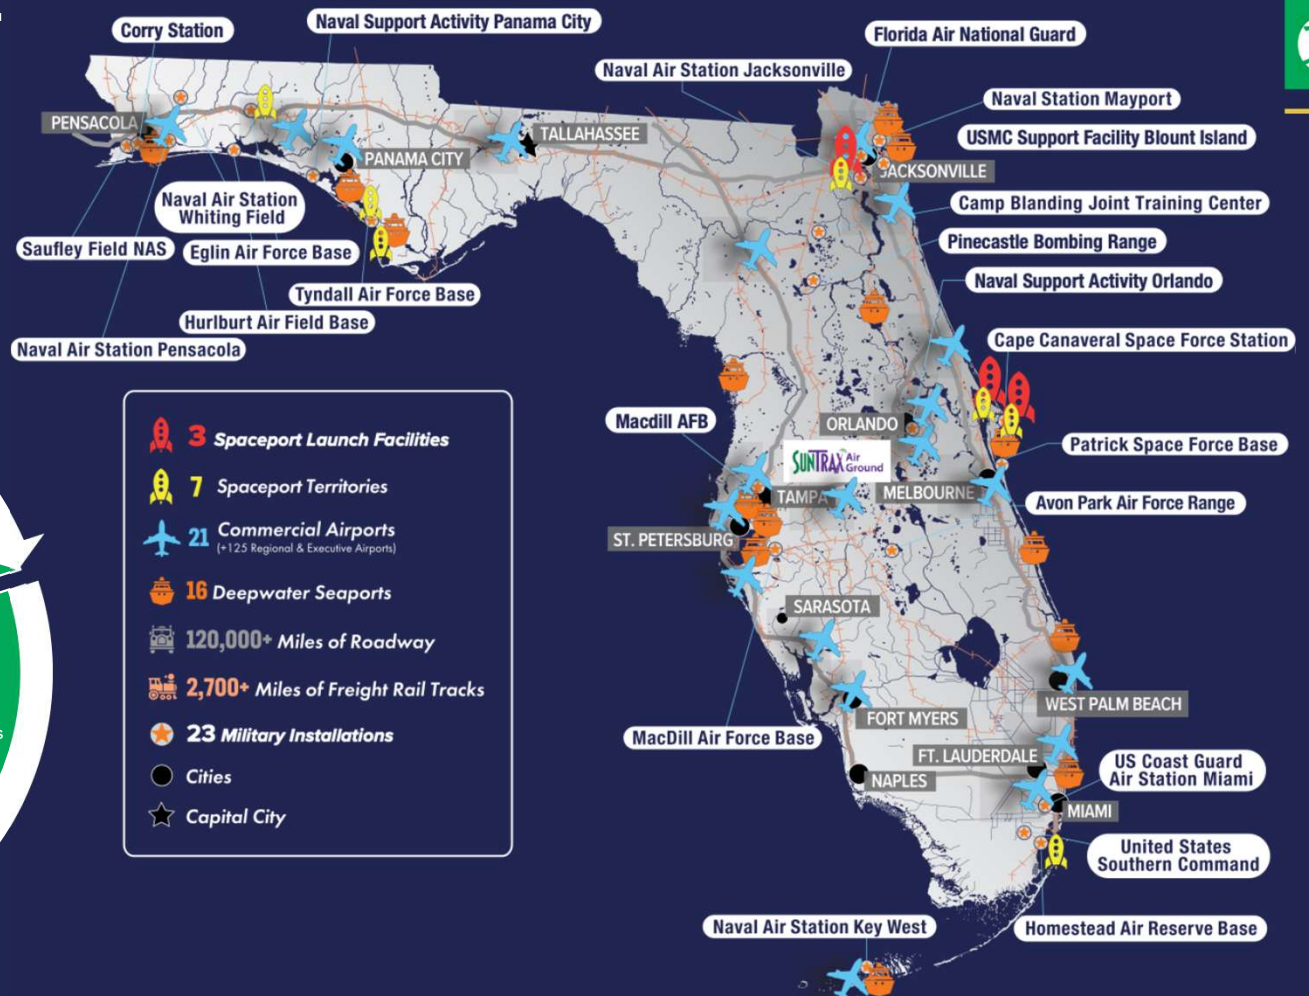 Corry Station
Naval Support Activity Panama City
Florida Air National Guard
Naval Air Station Jacksonville
Naval Station Mayport
USMC Support Facility Blount Island
PENSACOLA
TALLAHASSEE
PANAMA CITY
JACKSONVILLE
Naval Air Station
Whiting Field
Camp Blanding Joint Training Center
Saufley Field NAS
Eglin Air Force Base
Pinecastle Bombing Range
Tyndall Air Force Base
Naval Support Activity Orlando
Hurlburt Air Field Base
Naval Air Station Pensacola
Cape Canaveral Space Force Station
Macdill AFB
ORLANDO
Patrick Space Force Base
SUNTRAX Air
Ground
TAMPA
MELBOURNE
Avon Park Air Force Range
ST. PETERSBURG
SARASOTA
WEST PALM BEACH
FORT MYERS
MacDill Air Force Base
FT. LAUDERDALE
US Coast Guard
Air Station Miami
NAPLES
MIAMI
United States
Southern Command
Naval Air Station Key West
Homestead Air Reserve Base
3 Spaceport Launch Facilities
7 Spaceport Territories
21 Commercial Airports
(+125 Regional & Executive Airports)
16 Deepwater Seaports
120,000+ Miles of Roadway
2,700+ Miles of Freight Rail Tracks
23 Military Installations
Cities
Capital City
s